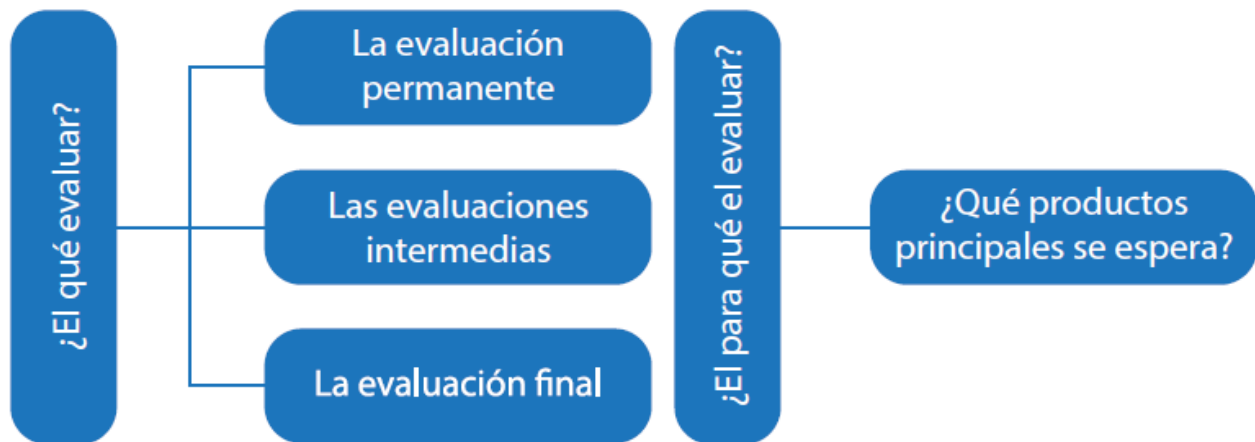 ¿El qué evaluar?
La evaluación
permanente
Las evaluaciones
intermedias
La evaluación final
¿El para qué el evaluar?
¿Qué productos
principales se espera?